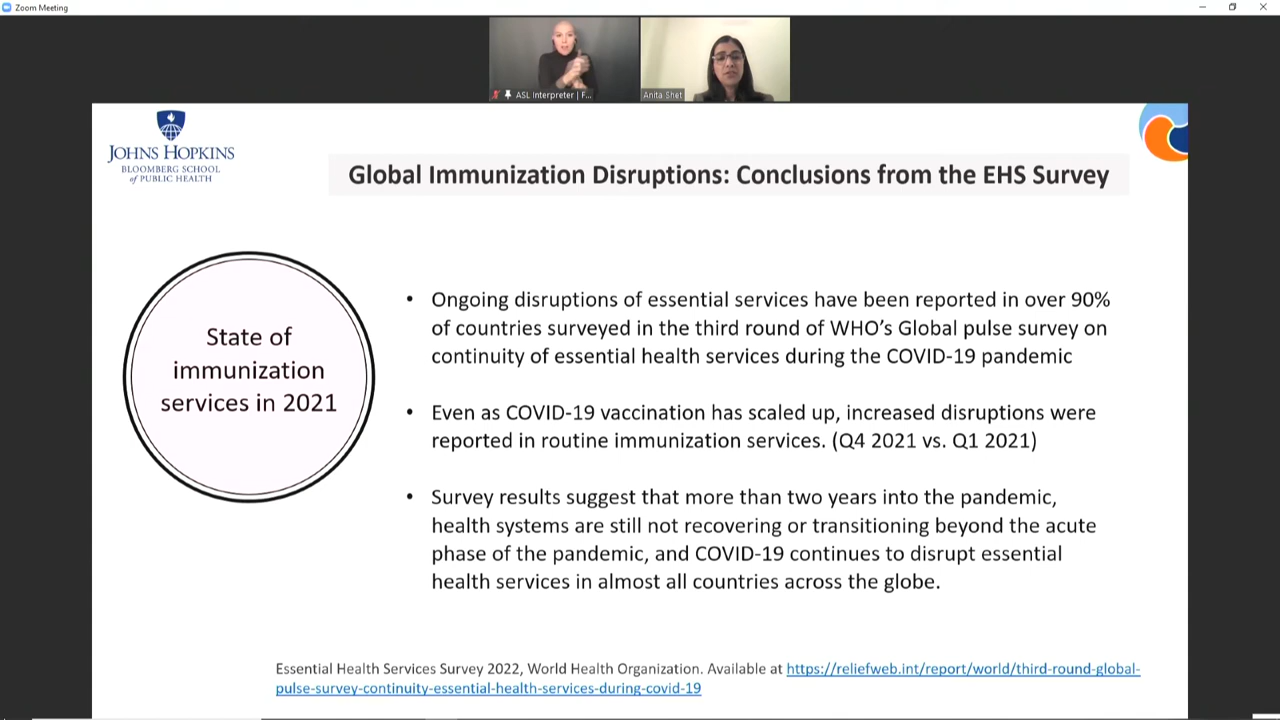 Zoom Meeting
ASL Interpreter | F...
Anita Shet
JOHNS HOPKINS
BLOOMBERG SCHOOL
of PUBLIC HEALTH
Global Immunization Disruptions: Conclusions from the EHS Survey
State of
immunization
services in 2021
• Ongoing disruptions of essential services have been reported in over 90%
of countries surveyed in the third round of WHO’s Global pulse survey on
continuity of essential health services during the COVID-19 pandemic
• Even as COVID-19 vaccination has scaled up, increased disruptions were
reported in routine immunization services. (Q4 2021 vs. Q1 2021)
• Survey results suggest that more than two years into the pandemic,
health systems are still not recovering or transitioning beyond the acute
phase of the pandemic, and COVID-19 continues to disrupt essential
health services in almost all countries across the globe.
Essential Health Services Survey 2022, World Health Organization. Available at https://reliefweb.int/report/world/third-round-global-
pulse-survey-continuity-essential-health-services-during-covid-19